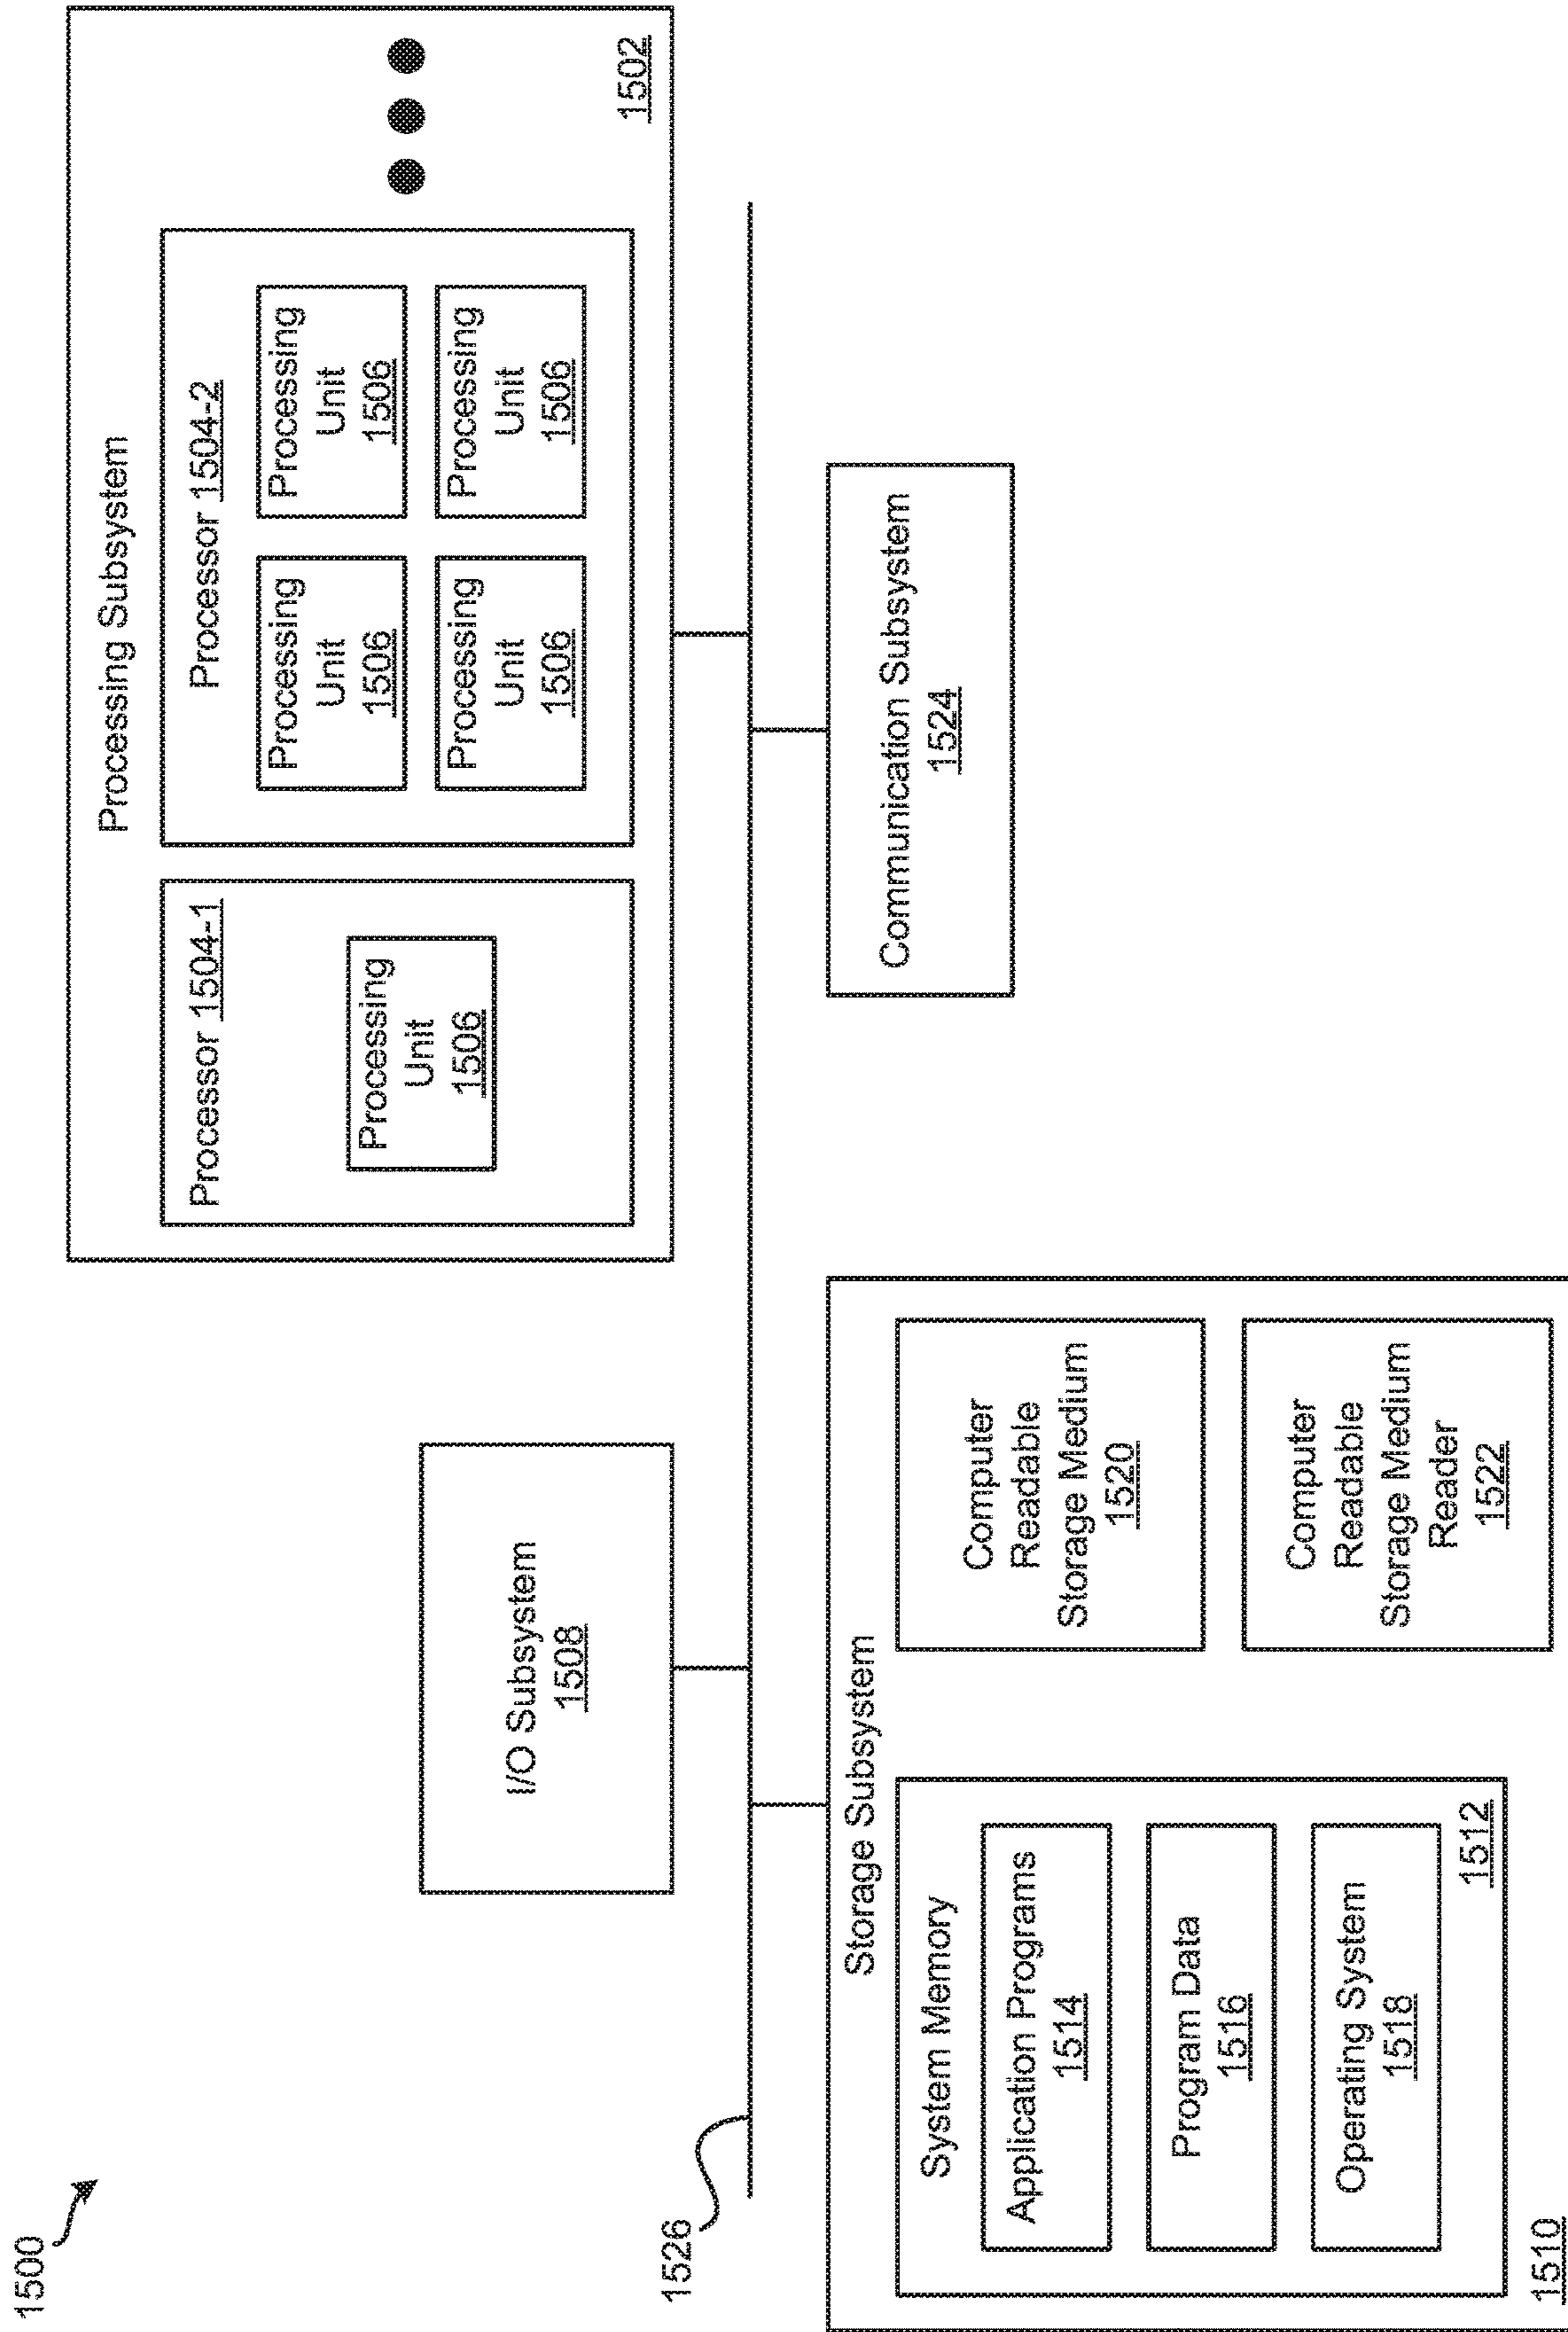 1500
I/O Subsystem
1508
Processing Subsystem
Processor 1504-1
Processing
Unit
1506
Processor 1504-2
Processing
Unit
1506
Processing
Unit
1506
Processing
Unit
1506
Processing
Unit
1506
1502
1526
Storage Subsystem
System Memory
Application Programs
1514
Program Data
1516
Operating System
1518
1512
Computer
Readable
Storage Medium
1520
Computer
Readable
Storage Medium
Reader
1522
1510
Communication Subsystem
1524